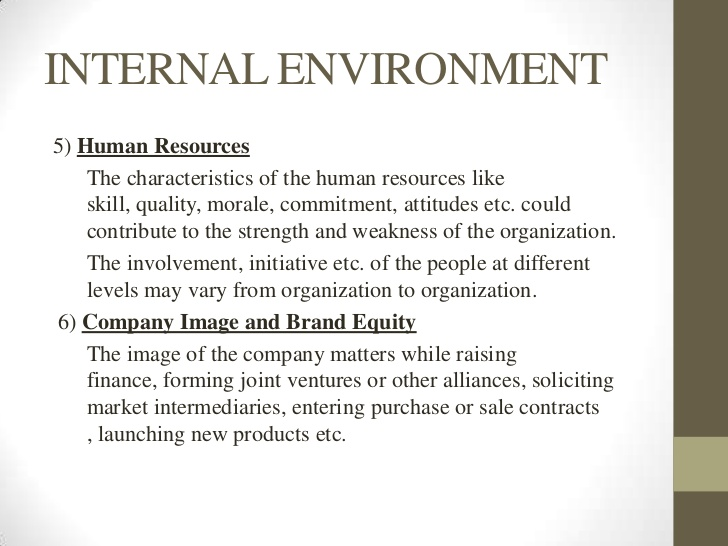 INTERNAL ENVIRONMENT
5) Human Resources
The characteristics of the human resources like
skill, quality, morale, commitment, attitudes etc. could
contribute to the strength and weakness of the organization.
The involvement, initiative etc. of the people at different
levels may vary from organization to organization.
6) Company Image and Brand Equity
The image of the company matters while raising
finance, forming joint ventures or other alliances, soliciting
market intermediaries, entering purchase or sale contracts
, launching new products etc.